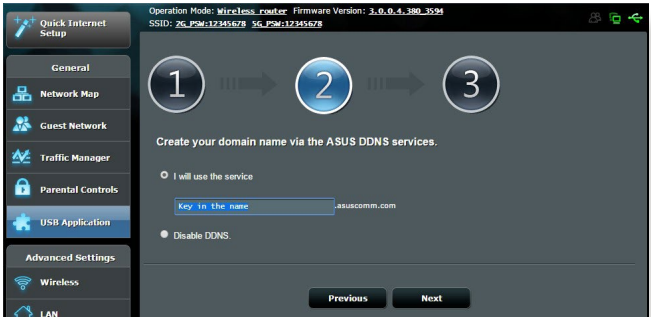 Operation Mode: Wireless router Firmware Version: 3.0.0.4.380_3594
SSID: 2G_PSW:12345678 5G_PSW:12345678
Quick Internet
Setup
General
Network Map
Guest Network
Traffic Manager
Parental Controls
USB Application
Advanced Settings
Wireless
LAN
1
2
3
Create your domain name via the ASUS DDNS services.
I will use the service
Key in the name .asuscomm.com
Disable DDNS.
Previous Next